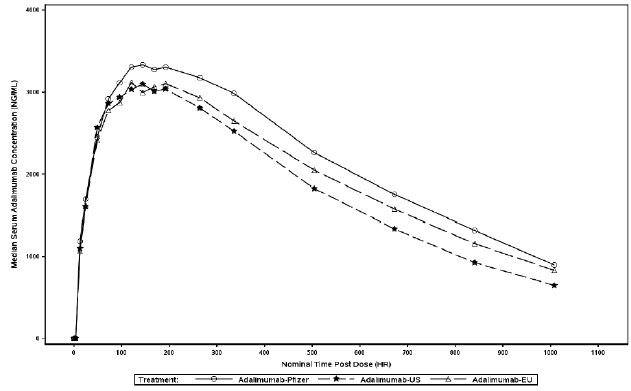 4000
3000
2000
1000
0
Median Serum Adalimumab Concentration (NG/ML)
0 100 200 300 400 500 600 700 800 900 1000 1100
Nominal Time Post Dose (HR)
Treatment: Adalimumab-Pfizer Adalimumab-US Adalimumab-EU